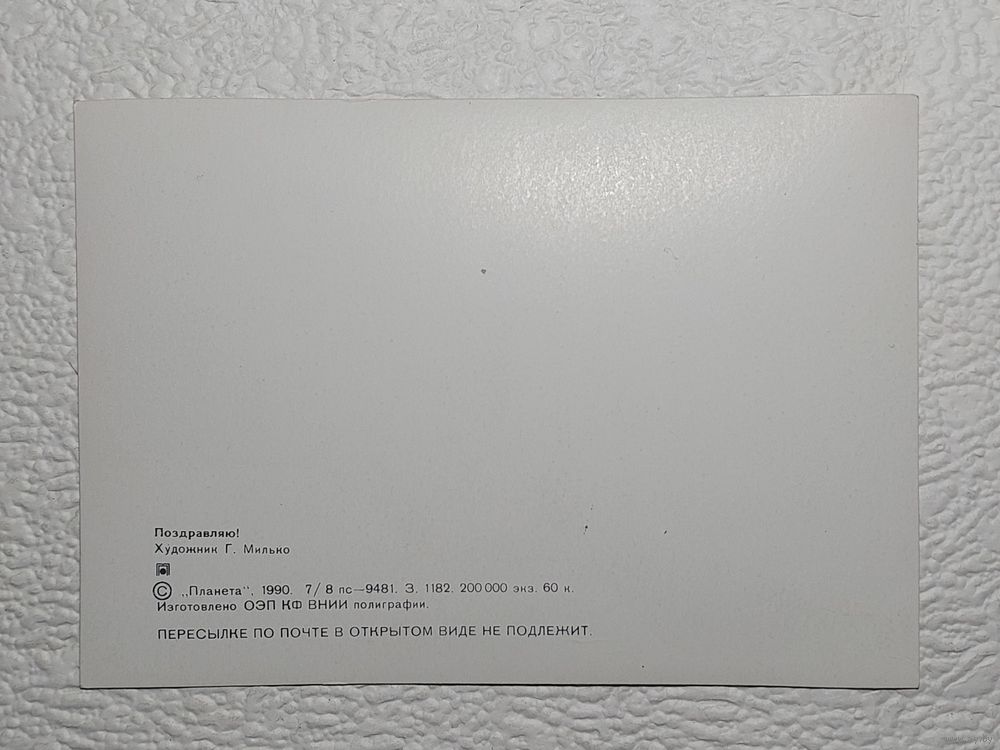 Поздравляю!
Художник Г. Милько
© „Планета“, 1990. 7/8 пс—9481. З. 1182. 200 000 экз. 60 к.
Изготовлено ОЭП КФ ВНИИ полиграфии.
ПЕРЕСЫЛКЕ ПО ПОЧТЕ В ОТКРЫТОМ ВИДЕ НЕ ПОДЛЕЖИТ.